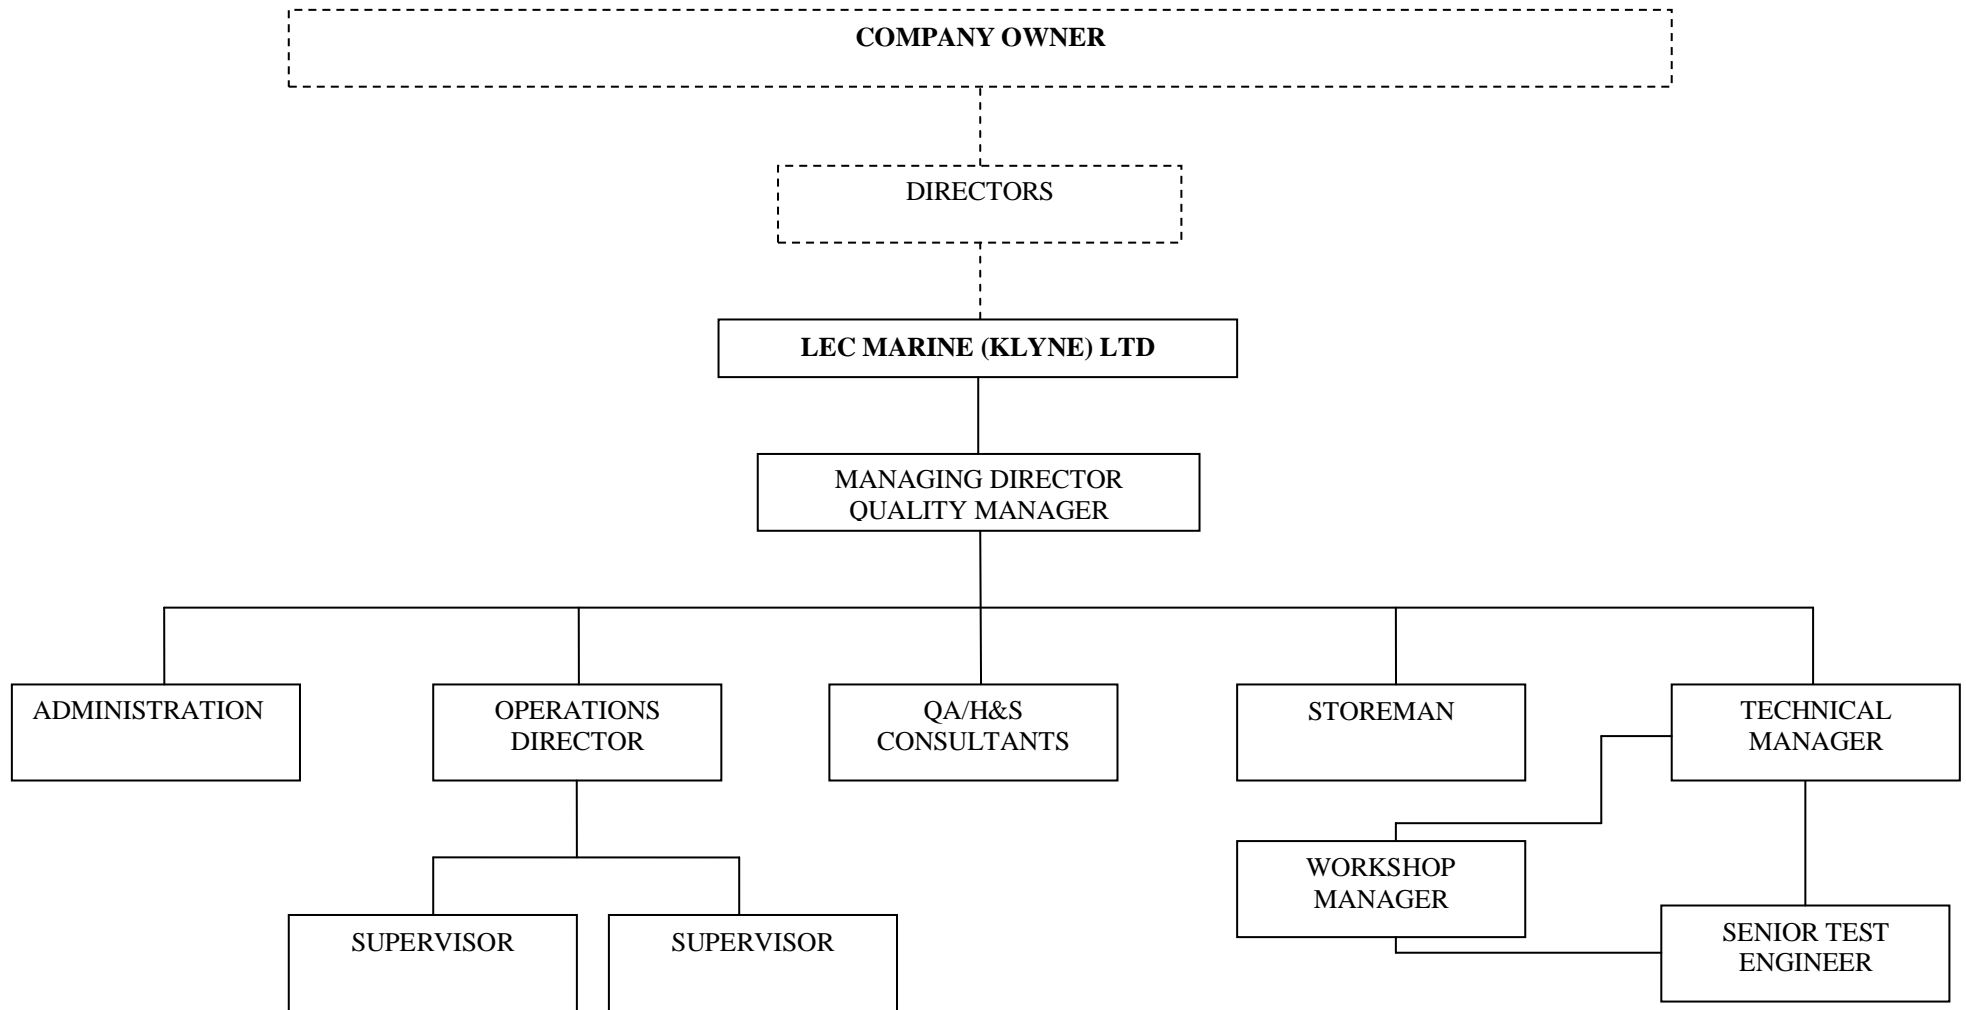 COMPANY OWNER
DIRECTORS
LEC MARINE (KLYNE) LTD
MANAGING DIRECTOR
QUALITY MANAGER
ADMINISTRATION
OPERATIONS
DIRECTOR
QA/H&S
CONSULTANTS
STOREMAN
TECHNICAL
MANAGER
WORKSHOP
MANAGER
SUPERVISOR
SUPERVISOR
SENIOR TEST
ENGINEER